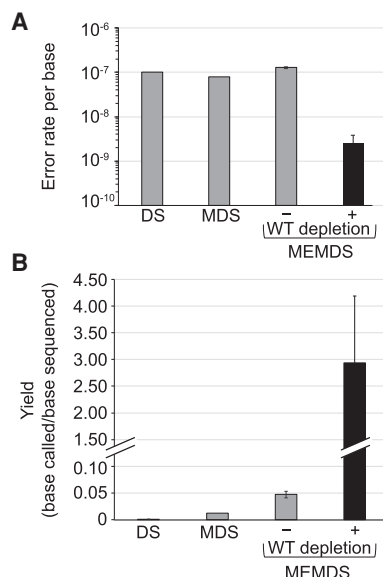 A
Error rate per base
10-6
10-7
10-8
10-9
10-10
DS MDS – +
WT depletion
MEMDS
B
Yield
(base called/base sequenced)
4.50
4.00
3.50
3.00
2.50
2.00
1.50
0.10
0.05
0
DS MDS – +
WT depletion
MEMDS